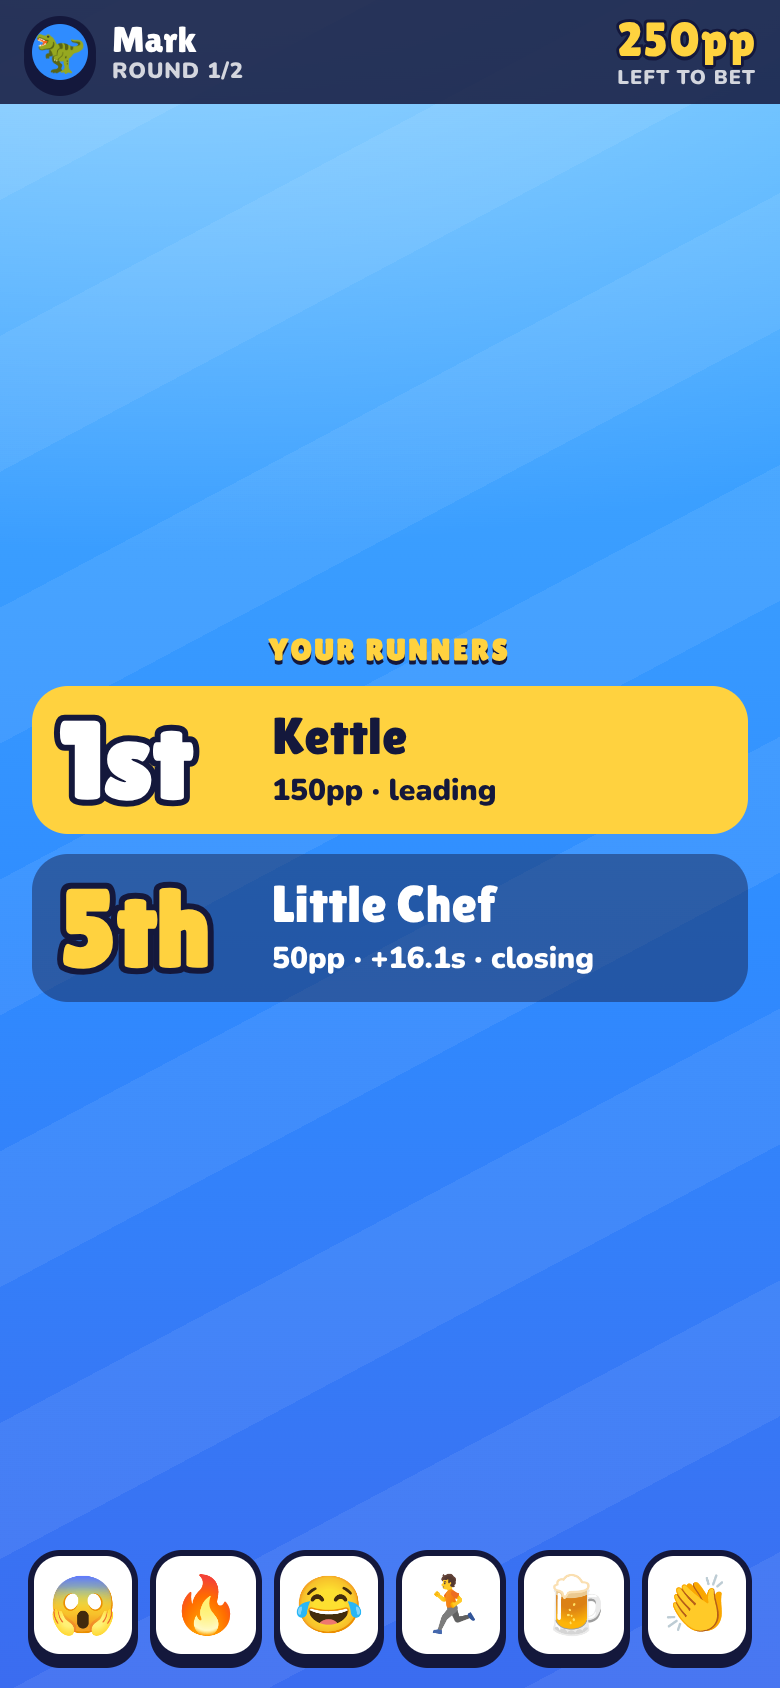 Mark
ROUND 1/2
250pp
LEFT TO BET
YOUR RUNNERS
1st
Kettle
150pp · leading
5th
Little Chef
50pp · +16.1s · closing